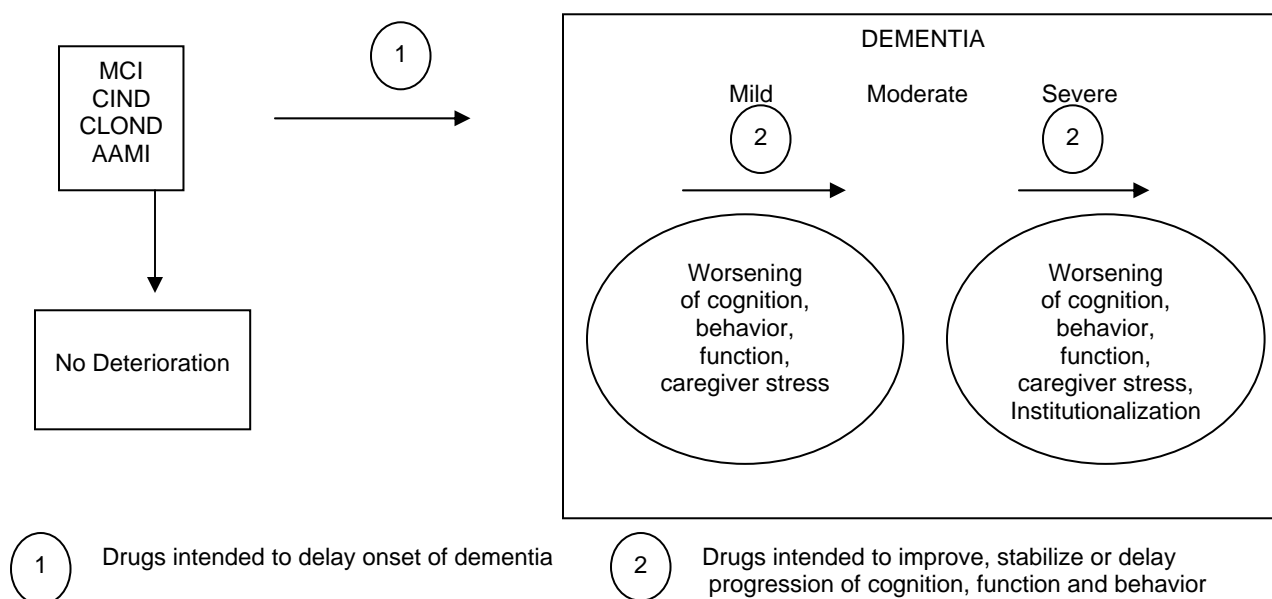 MCI
CIND
CLOND
AAMI
1
No Deterioration
DEMENTIA
Mild Moderate Severe
2 2
Worsening
of cognition,
behavior,
function,
caregiver stress
Worsening
of cognition,
behavior,
function,
caregiver stress,
Institutionalization
1 Drugs intended to delay onset of dementia
2 Drugs intended to improve, stabilize or delay
progression of cognition, function and behavior